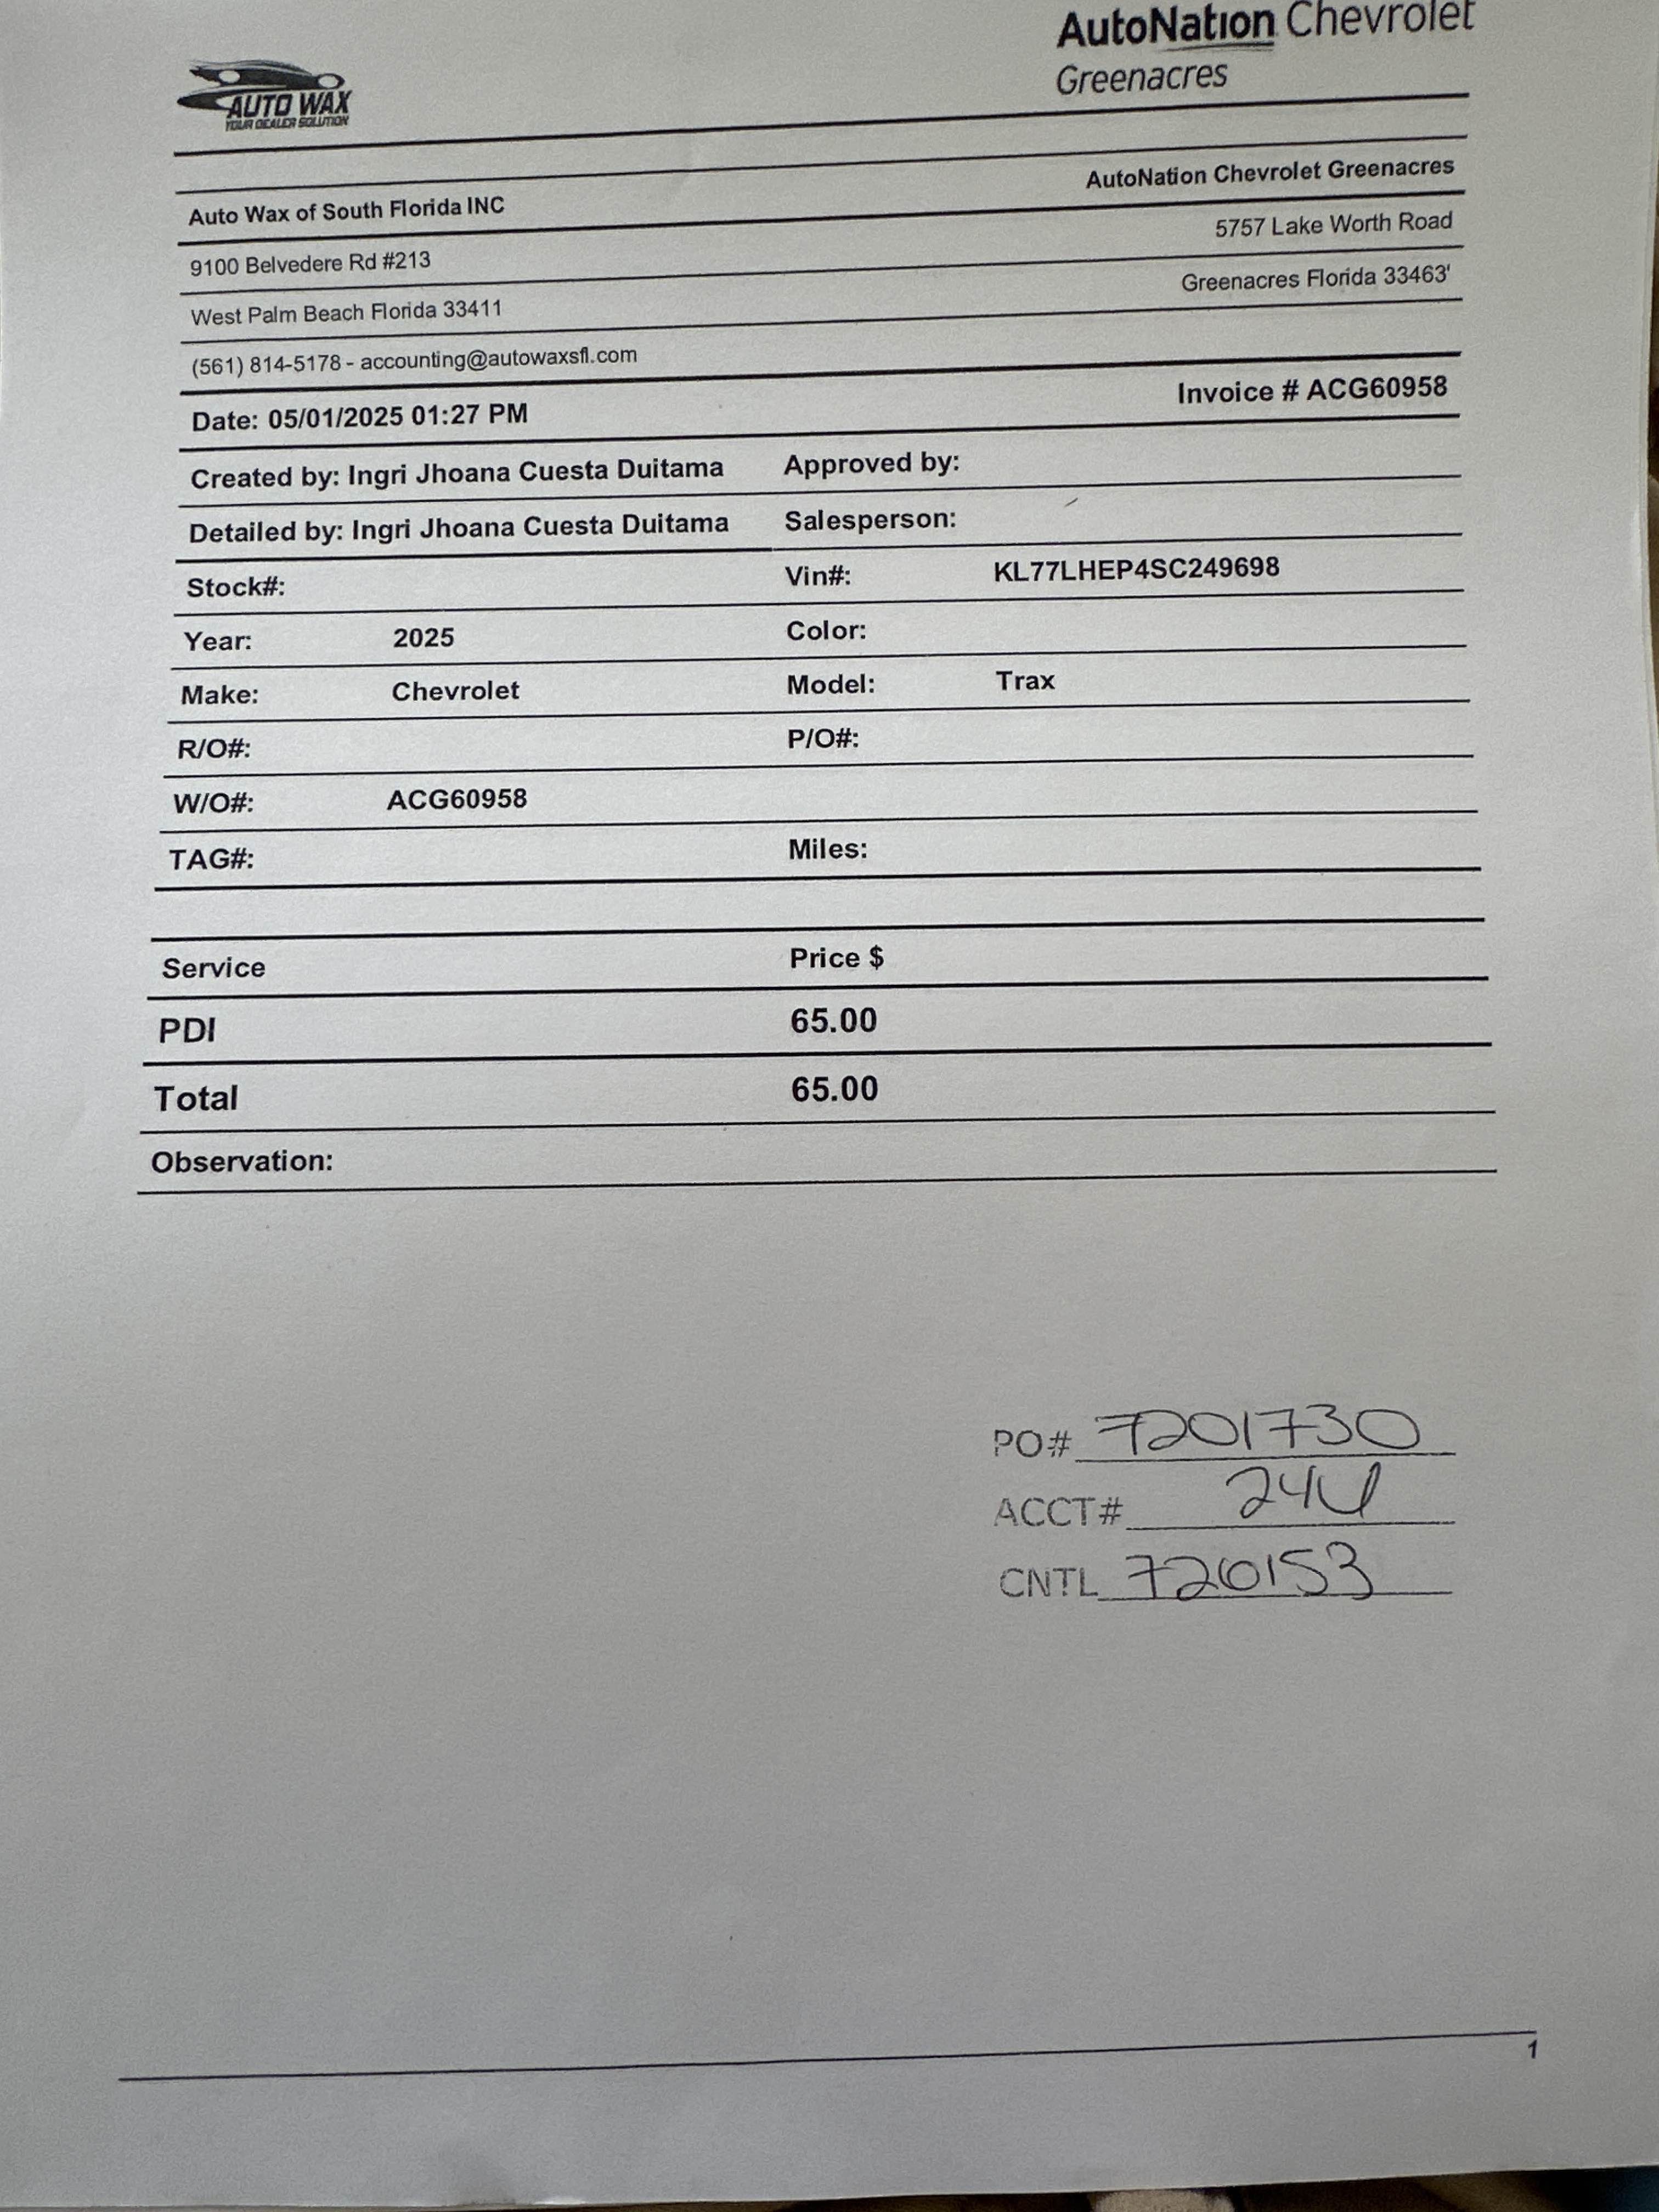 AutoNation Chevrolet
Greenacres
AUTO WAX
YOUR DEALER SOLUTION
AutoNation Chevrolet Greenacres
Auto Wax of South Florida INC
5757 Lake Worth Road
9100 Belvedere Rd #213
Greenacres Florida 33463'
West Palm Beach Florida 33411
(561) 814-5178 - accounting@autowaxsfl.com
Invoice # ACG60958
Date: 05/01/2025 01:27 PM
Created by: Ingri Jhoana Cuesta Duitama Approved by:
Detailed by: Ingri Jhoana Cuesta Duitama Salesperson:
Stock#: Vin#: KL77LHEP4SC249698
Year: 2025 Color:
Make: Chevrolet Model: Trax
R/O#: P/O#:
W/O#: ACG60958
TAG#: Miles:
Service Price $
PDI 65.00
Total 65.00
Observation:
PO# 7201730
ACCT#
CNTL 720153
1